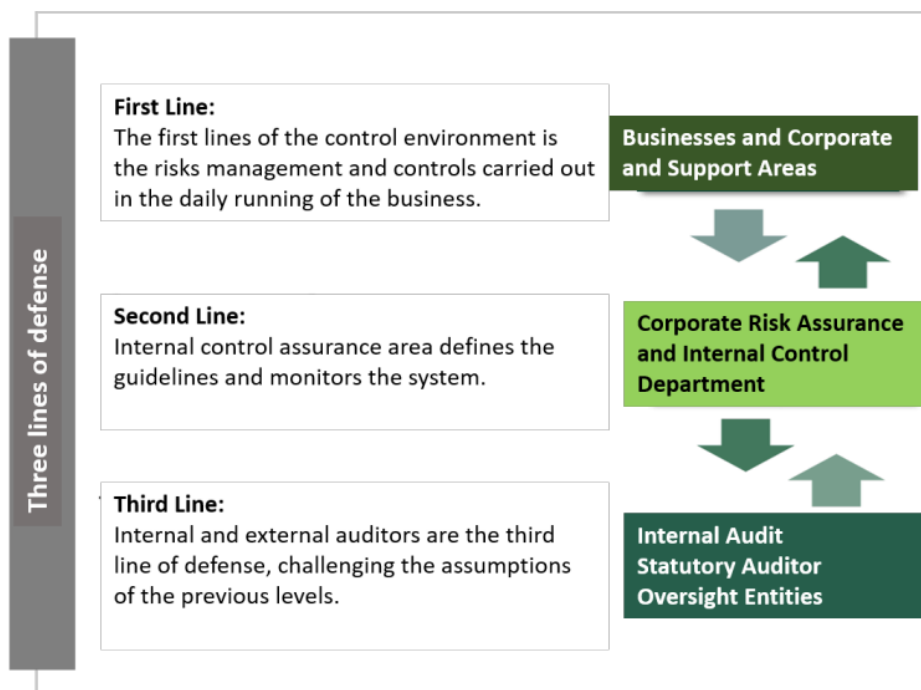 Three lines of defense
First Line:
The first lines of the control environment is
the risks management and controls carried out
in the daily running of the business.
Businesses and Corporate
and Support Areas
Second Line:
Internal control assurance area defines the
guidelines and monitors the system.
Corporate Risk Assurance
and Internal Control
Department
Third Line:
Internal and external auditors are the third
line of defense, challenging the assumptions
of the previous levels.
Internal Audit
Statutory Auditor
Oversight Entities